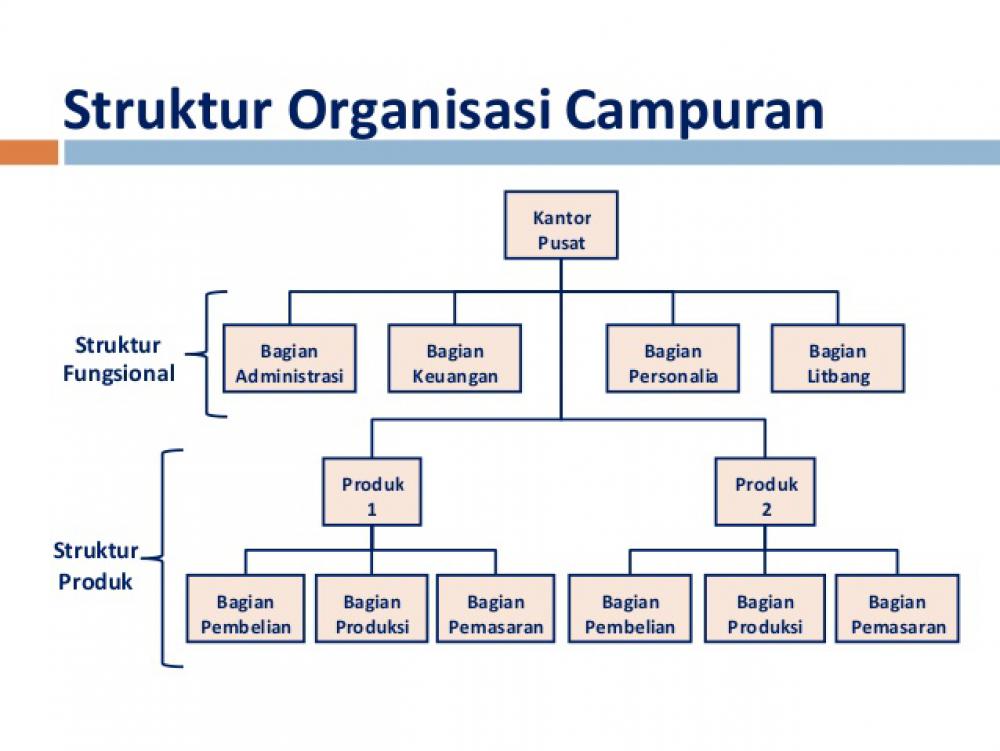 Struktur Organisasi Campuran
Kantor
Pusat
Struktur
Fungsional
Bagian
Administrasi
Bagian
Keuangan
Bagian
Personalia
Bagian
Litbang
Struktur
Produk
Produk
1
Produk
2
Bagian
Pembelian
Bagian
Produksi
Bagian
Pemasaran
Bagian
Pembelian
Bagian
Produksi
Bagian
Pemasaran